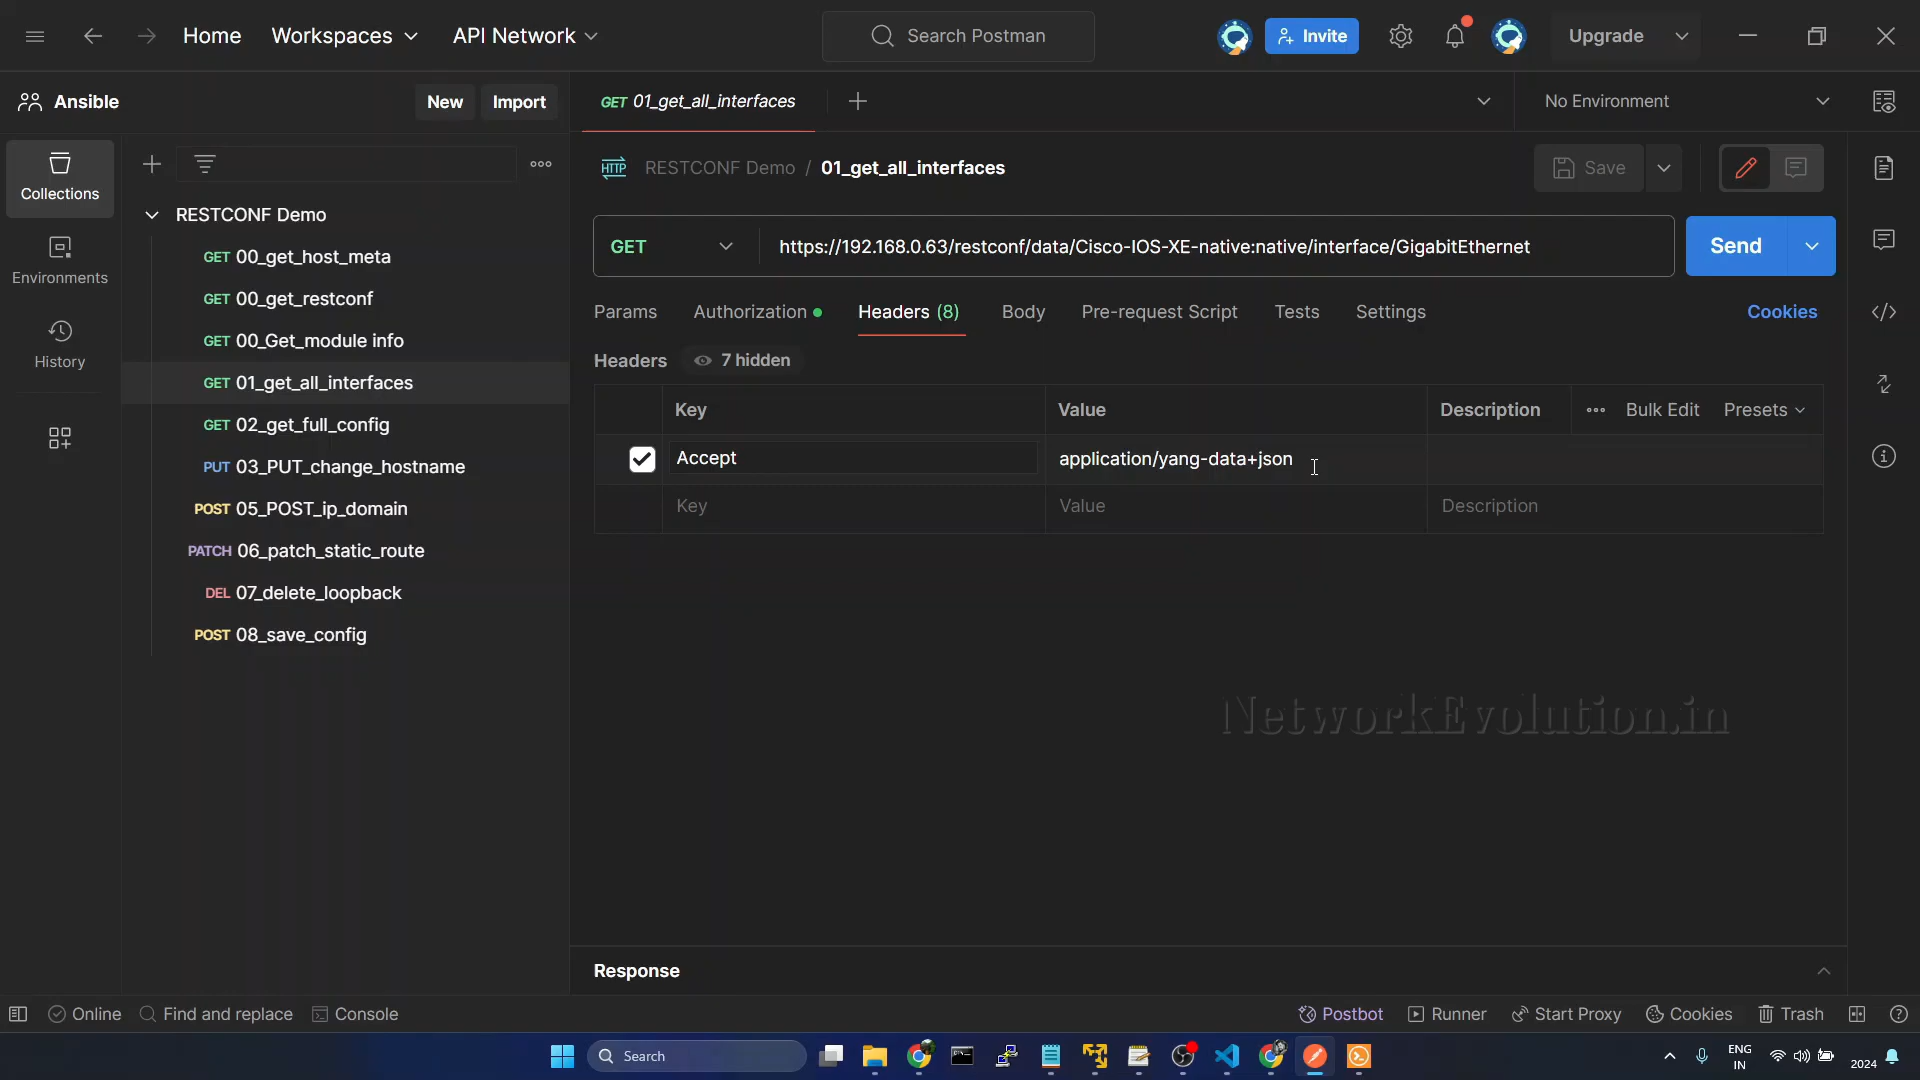 Home Workspaces API Network Search Postman Invite Upgrade
Ansible New Import GET 01_get_all_interfaces No Environment
Collections
Environments
History
RESTCONF Demo
GET 00_get_host_meta
GET 00_get_restconf
GET 00_Get_module info
GET 01_get_all_interfaces
GET 02_get_full_config
PUT 03_PUT_change_hostname
POST 05_POST_ip_domain
PATCH 06_patch_static_route
DEL 07_delete_loopback
POST 08_save_config
HTTP RESTCONF Demo / 01_get_all_interfaces Save
GET https://192.168.0.63/restconf/data/Cisco-IOS-XE-native:native/interface/GigabitEthernet Send
Params Authorization Headers (8) Body Pre-request Script Tests Settings Cookies
Headers 7 hidden
Key Value Description Bulk Edit Presets
Accept application/yang-data+json
Key Value Description
NetworkEvolution.in
Response
Online Find and replace Console Postbot Runner Start Proxy Cookies Trash
Search ENG
IN 2024